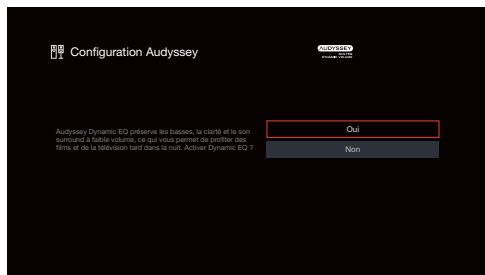 Configuration Audyssey
AUDYSSEY
DYNAMIC VOLUME
Audyssey Dynamic EQ préserve les basses, la clarté et le son
surround à faible volume, ce qui vous permet de profiter des
films et de la télévision tard dans la nuit. Activer Dynamic EQ ?
Oui
Non